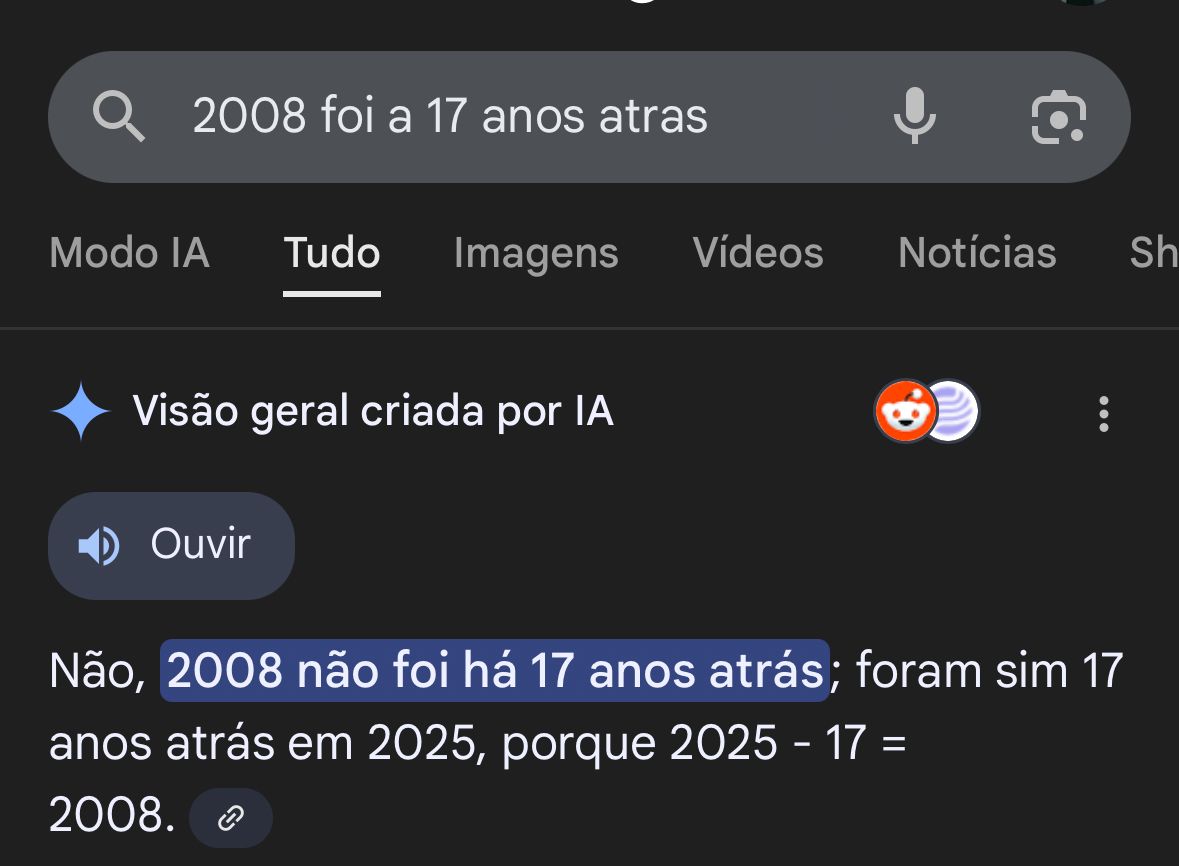 2008 foi a 17 anos atras
Modo IA Tudo Imagens Vídeos Notícias Sh
Visão geral criada por IA
Ouvir
Não, 2008 não foi há 17 anos atrás; foram sim 17
anos atrás em 2025, porque 2025 - 17 =
2008.